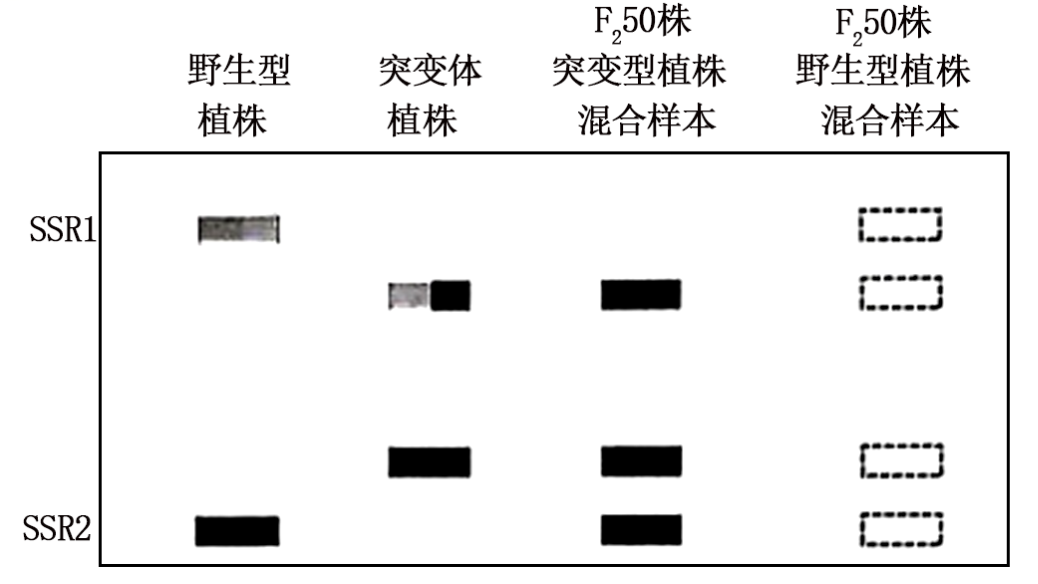 野生型
植株
突变体
植株
F₂50株
突变型植株
混合样本
F₂50株
野生型植株
混合样本
SSR1
SSR2